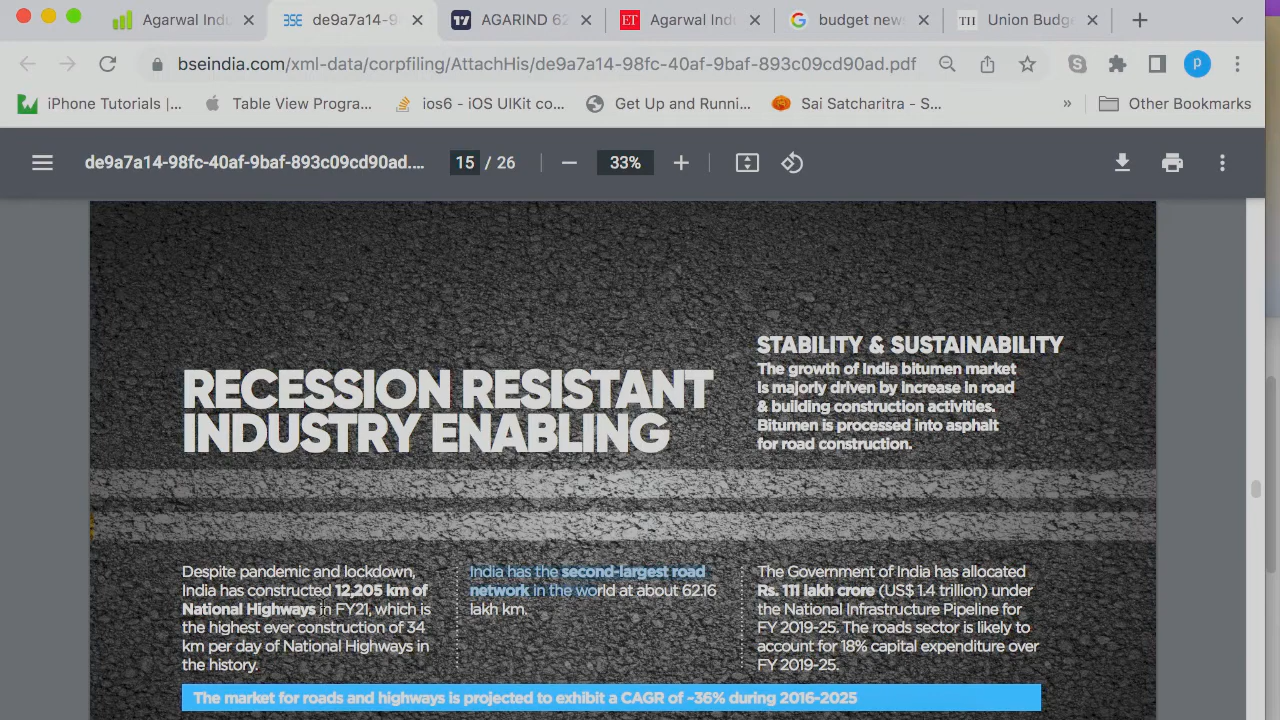 Agarwal Indu
de9a7a14-9
AGARIND 62
Agarwal Indu
budget news
Union Budge
bseindia.com/xml-data/corpfiling/AttachHis/de9a7a14-98fc-40af-9baf-893c09cd90ad.pdf
P
iPhone Tutorials |...
Table View Progra...
ios6 - iOS UIKit co...
Get Up and Runni...
Sai Satcharitra - S...
»
Other Bookmarks
de9a7a14-98fc-40af-9baf-893c09cd90ad....
15 / 26
33%
RECESSION RESISTANT
INDUSTRY ENABLING
STABILITY & SUSTAINABILITY
The growth of India bitumen market
is majorly driven by increase in road
& building construction activities.
Bitumen is processed into asphalt
for road construction.
Despite pandemic and lockdown,
India has constructed 12,205 km of
National Highways in FY21, which is
the highest ever construction of 34
km per day of National Highways in
the history.
India has the second-largest road
network in the world at about 62.16
lakh km.
The Government of India has allocated
Rs. 111 lakh crore (US$ 1.4 trillion) under
the National Infrastructure Pipeline for
FY 2019-25. The roads sector is likely to
account for 18% capital expenditure over
FY 2019-25.
The market for roads and highways is projected to exhibit a CAGR of ~36% during 2016-2025